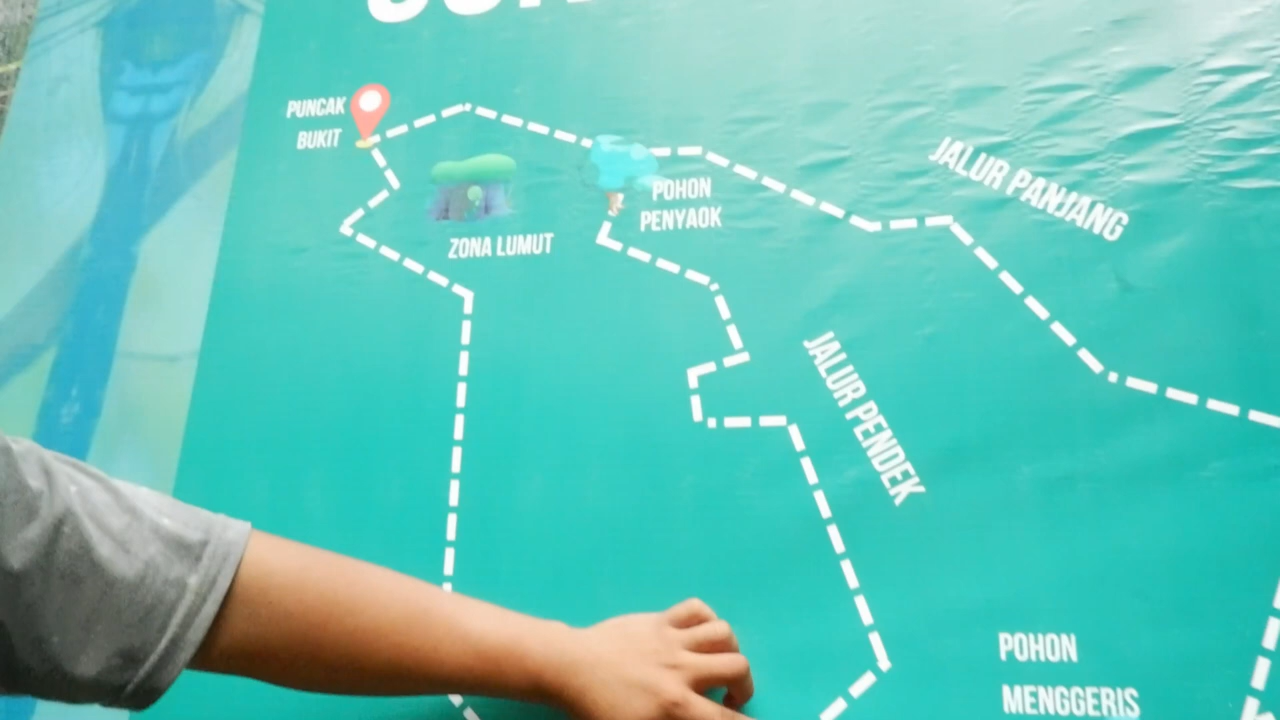 PUNCAK
BUKIT
ZONA LUMUT
POHON
PENYAOK
JALUR PANJANG
JALUR PENDEK
POHON
MENGGERIS